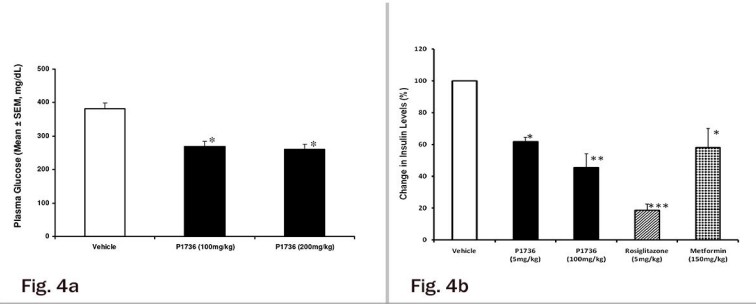 Plasma Glucose (Mean ± SEM, mg/dL)
500
400
300
200
100
0
*
*
Vehicle
P1736 (100mg/kg)
P1736 (200mg/kg)
Fig. 4a
Change in Insulin Levels (%)
120
100
80
60
40
20
0
*
**
***
*
Vehicle
P1736
(5mg/kg)
P1736
(100mg/kg)
Rosiglitazone
(5mg/kg)
Metformin
(150mg/kg)
Fig. 4b